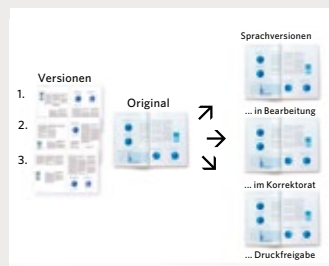 Sprachversionen
Versionen
1.
2.
3.
Original
... in Bearbeitung
... im Korrektorat
... Druckfreigabe